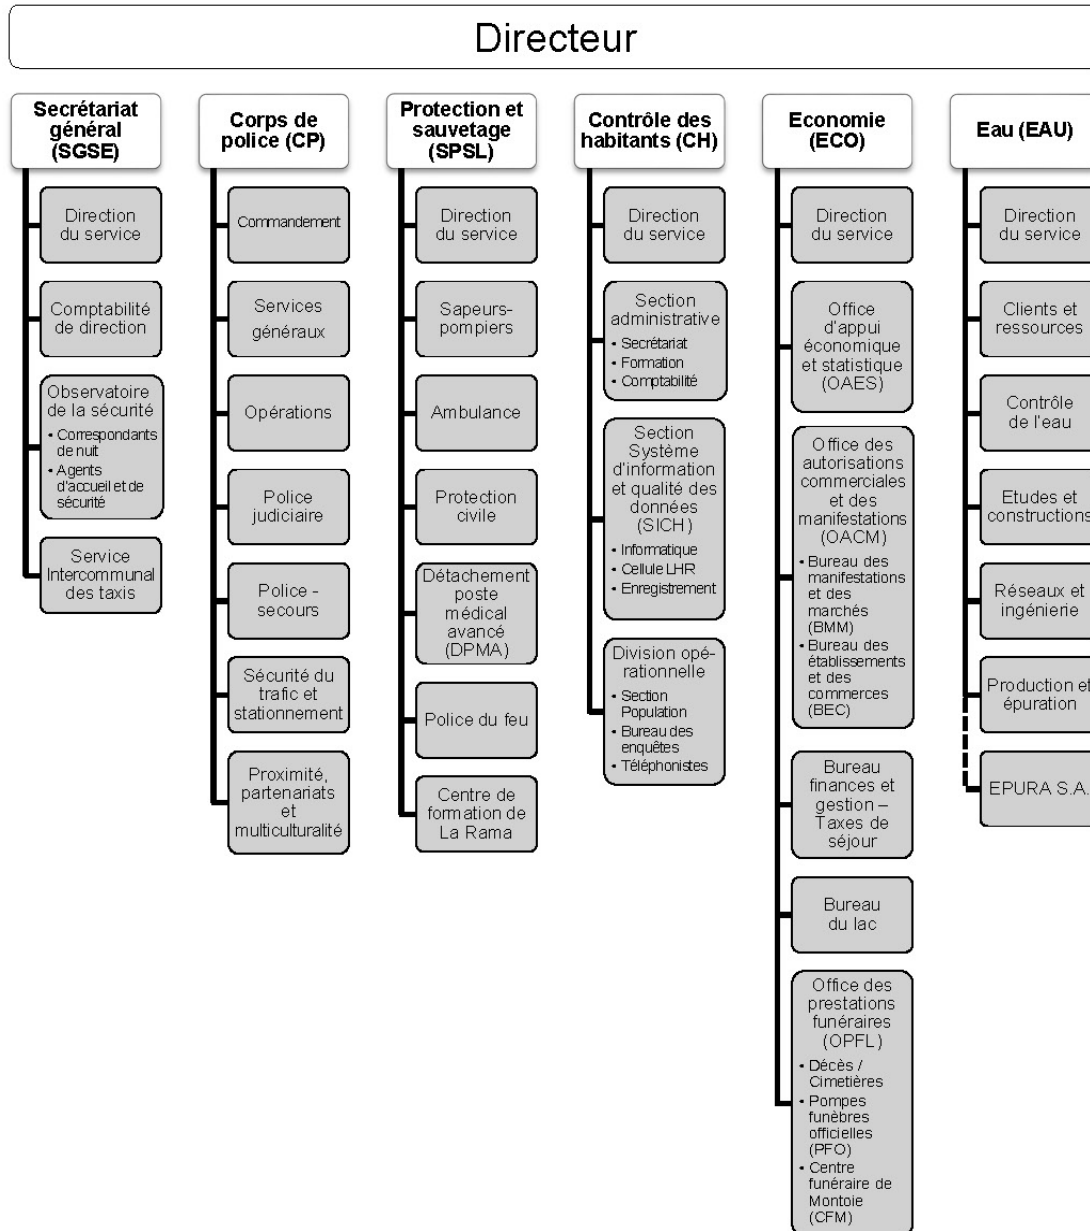 Directeur
Secrétariat
général
(SGSE)
Direction
du service
Comptabilité
de direction
Observatoire
de la sécurité
• Correspondants
de nuit
• Agents
d'accueil et de
sécurité
Service
Intercommunal
des taxis
Corps de
police (CP)
Commandement
Services
généraux
Opérations
Police
judiciaire
Police -
secours
Sécurité du
trafic et
stationnement
Proximité,
partenariats
et
multiculturalité
Protection et
sauvetage
(SPSL)
Direction
du service
Sapeurs-
pompiers
Ambulance
Protection
civile
Détachement
poste
médical
avancé
(DPMA)
Police du feu
Centre de
formation de
La Rama
Contrôle des
habitants (CH)
Direction
du service
Section
administrative
• Secrétariat
• Formation
• Comptabilité
Section
Système
d'information
et qualité des
données
(SICH)
• Informatique
• Cellule LHR
• Enregistrement
Division opé-
rationnelle
• Section
Population
• Bureau des
enquêtes
• Téléphonistes
Economie
(ECO)
Direction
du service
Office
d'appui
économique
et statistique
(OAES)
Office des
autorisations
commerciales
et des
manifestations
(OACM)
• Bureau des
manifestations
et des
marchés
(BMM)
• Bureau des
établissements
et des
commerces
(BEC)
Bureau
finances et
gestion –
Taxes de
séjour
Bureau
du lac
Office des
prestations
funéraires
(OPFL)
• Décès /
Cimetières
• Pompes
funèbres
officielles
(PFO)
• Centre
funéraire de
Montoie
(CFM)
Eau (EAU)
Direction
du service
Clients et
ressources
Contrôle
de l'eau
Etudes et
constructions
Réseaux et
ingénierie
Production et
épuration
EPURA S.A.